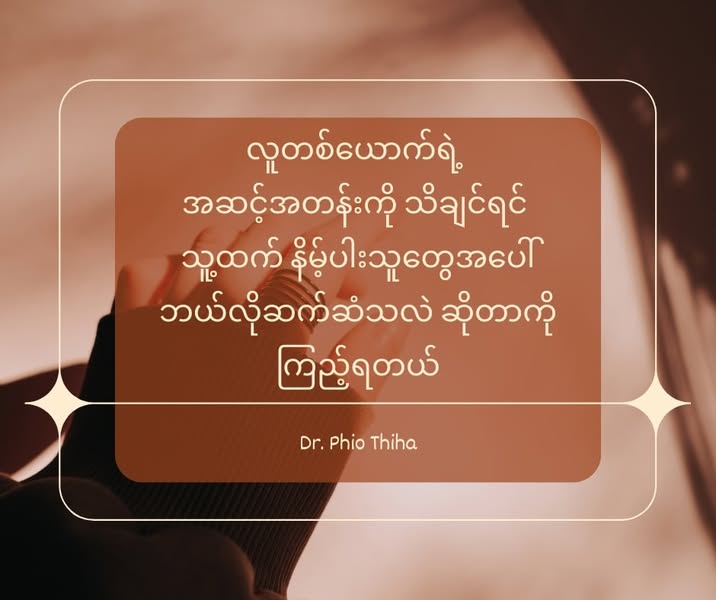 လူတစ်ယောက်ရဲ့
အဆင့်အတန်းကို သိချင်ရင်
သူ့ထက် နိမ့်ပါးသူတွေအပေါ်
ဘယ်လိုဆက်ဆံသလဲ ဆိုတာကို
ကြည့်ရတယ်
Dr. Phio Thiha